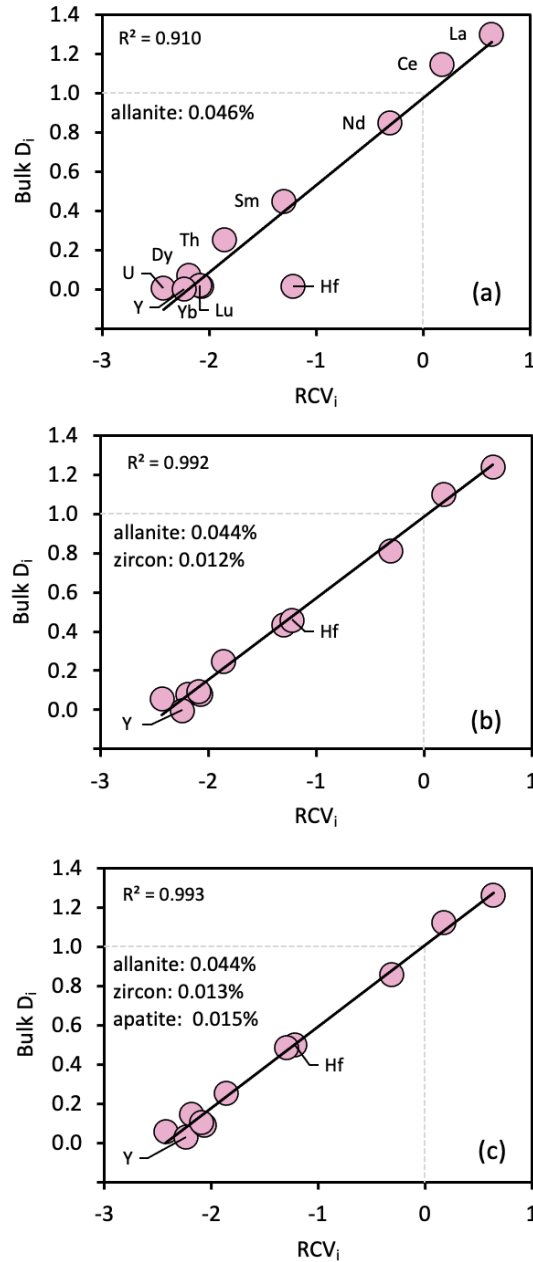 1.4
R² = 0.910
La
1.2
Ce
1.0
allanite: 0.046%
Nd
0.8
Bulk Dᵢ
0.6
Sm
0.4
Th
0.2
Dy
U
0.0
Hf
Y
Yb
Lu
(a)
-3
-2
-1
0
1
RCVᵢ
1.4
R² = 0.992
1.2
1.0
allanite: 0.044%
zircon: 0.012%
0.8
Bulk Dᵢ
0.6
0.4
Hf
0.2
0.0
Y
(b)
-3
-2
-1
0
1
RCVᵢ
1.4
R² = 0.993
1.2
1.0
allanite: 0.044%
zircon: 0.013%
0.8
apatite: 0.015%
Bulk Dᵢ
0.6
0.4
Hf
0.2
0.0
Y
(c)
-3
-2
-1
0
1
RCVᵢ